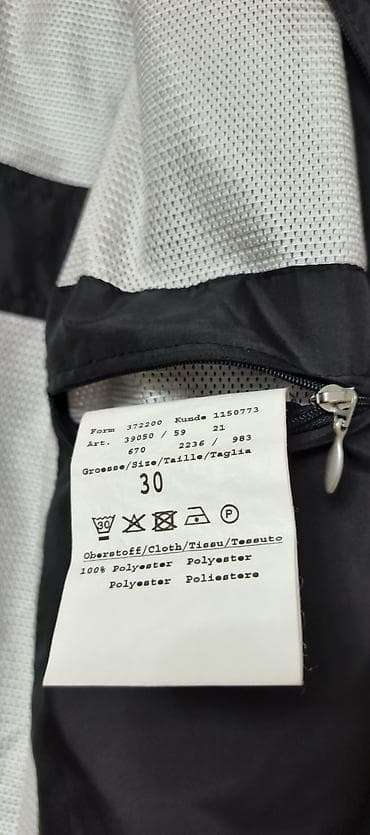 Form 372200 Kunde 1150773
Art. 39050 / 59 21
670 2236 / 983
Groesse/Size/Taille/Taglia
30
30 P
Oberstoff/Cloth/Tissu/Tessuto
100% Polyester Polyester
Polyester Poliestere